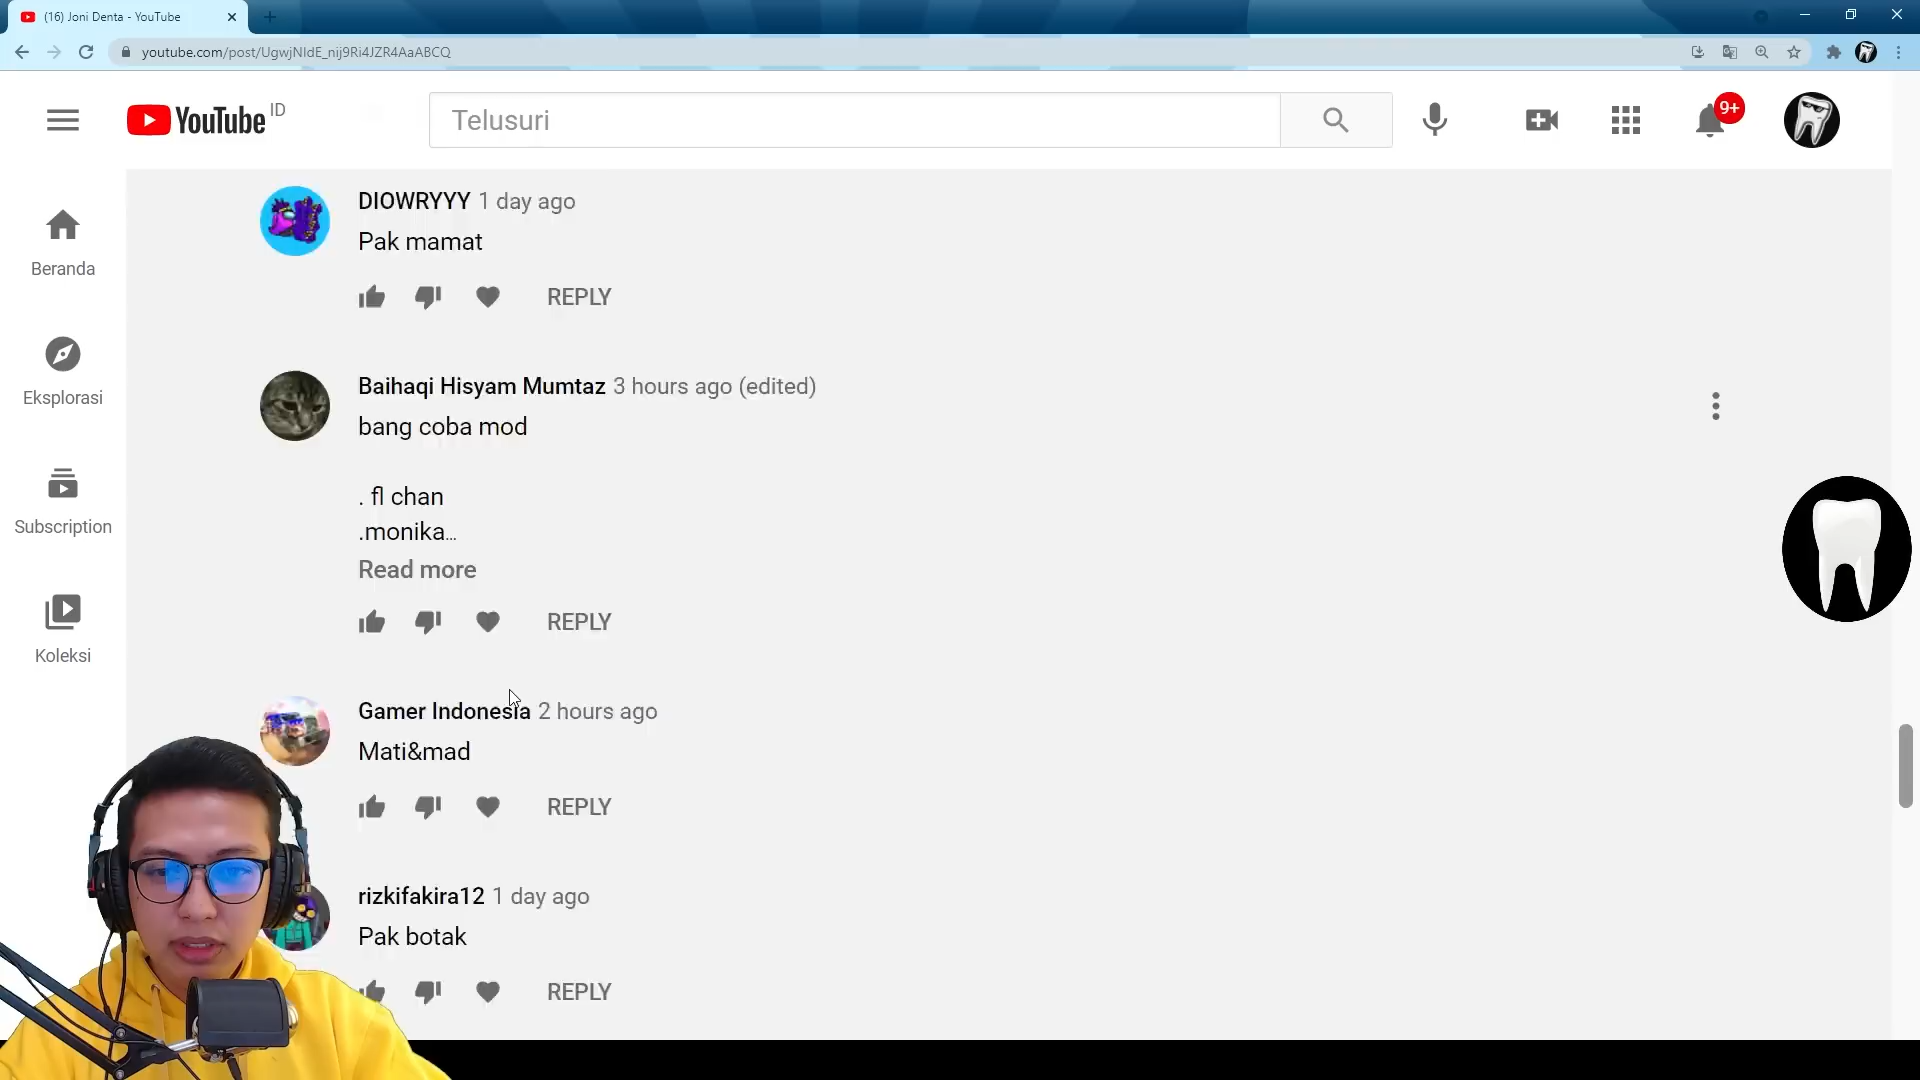 (16) Joni Denta - YouTube
youtube.com/post/UgwjNIdE_nij9Ri4JZR4AaABCQ
YouTube ID
Telusuri
9+
Beranda
Eksplorasi
Subscription
Koleksi
DIOWRYYY 1 day ago
Pak mamat
REPLY
Baihaqi Hisyam Mumtaz 3 hours ago (edited)
bang coba mod
. fl chan
.monika...
Read more
REPLY
Gamer Indonesia 2 hours ago
Mati&mad
REPLY
rizkifakira12 1 day ago
Pak botak
REPLY